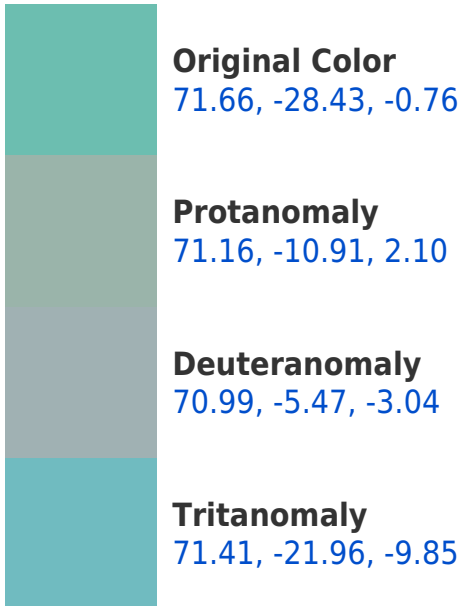 Original Color
71.66, -28.43, -0.76
Protanomaly
71.16, -10.91, 2.10
Deuteranomaly
70.99, -5.47, -3.04
Tritanomaly
71.41, -21.96, -9.85